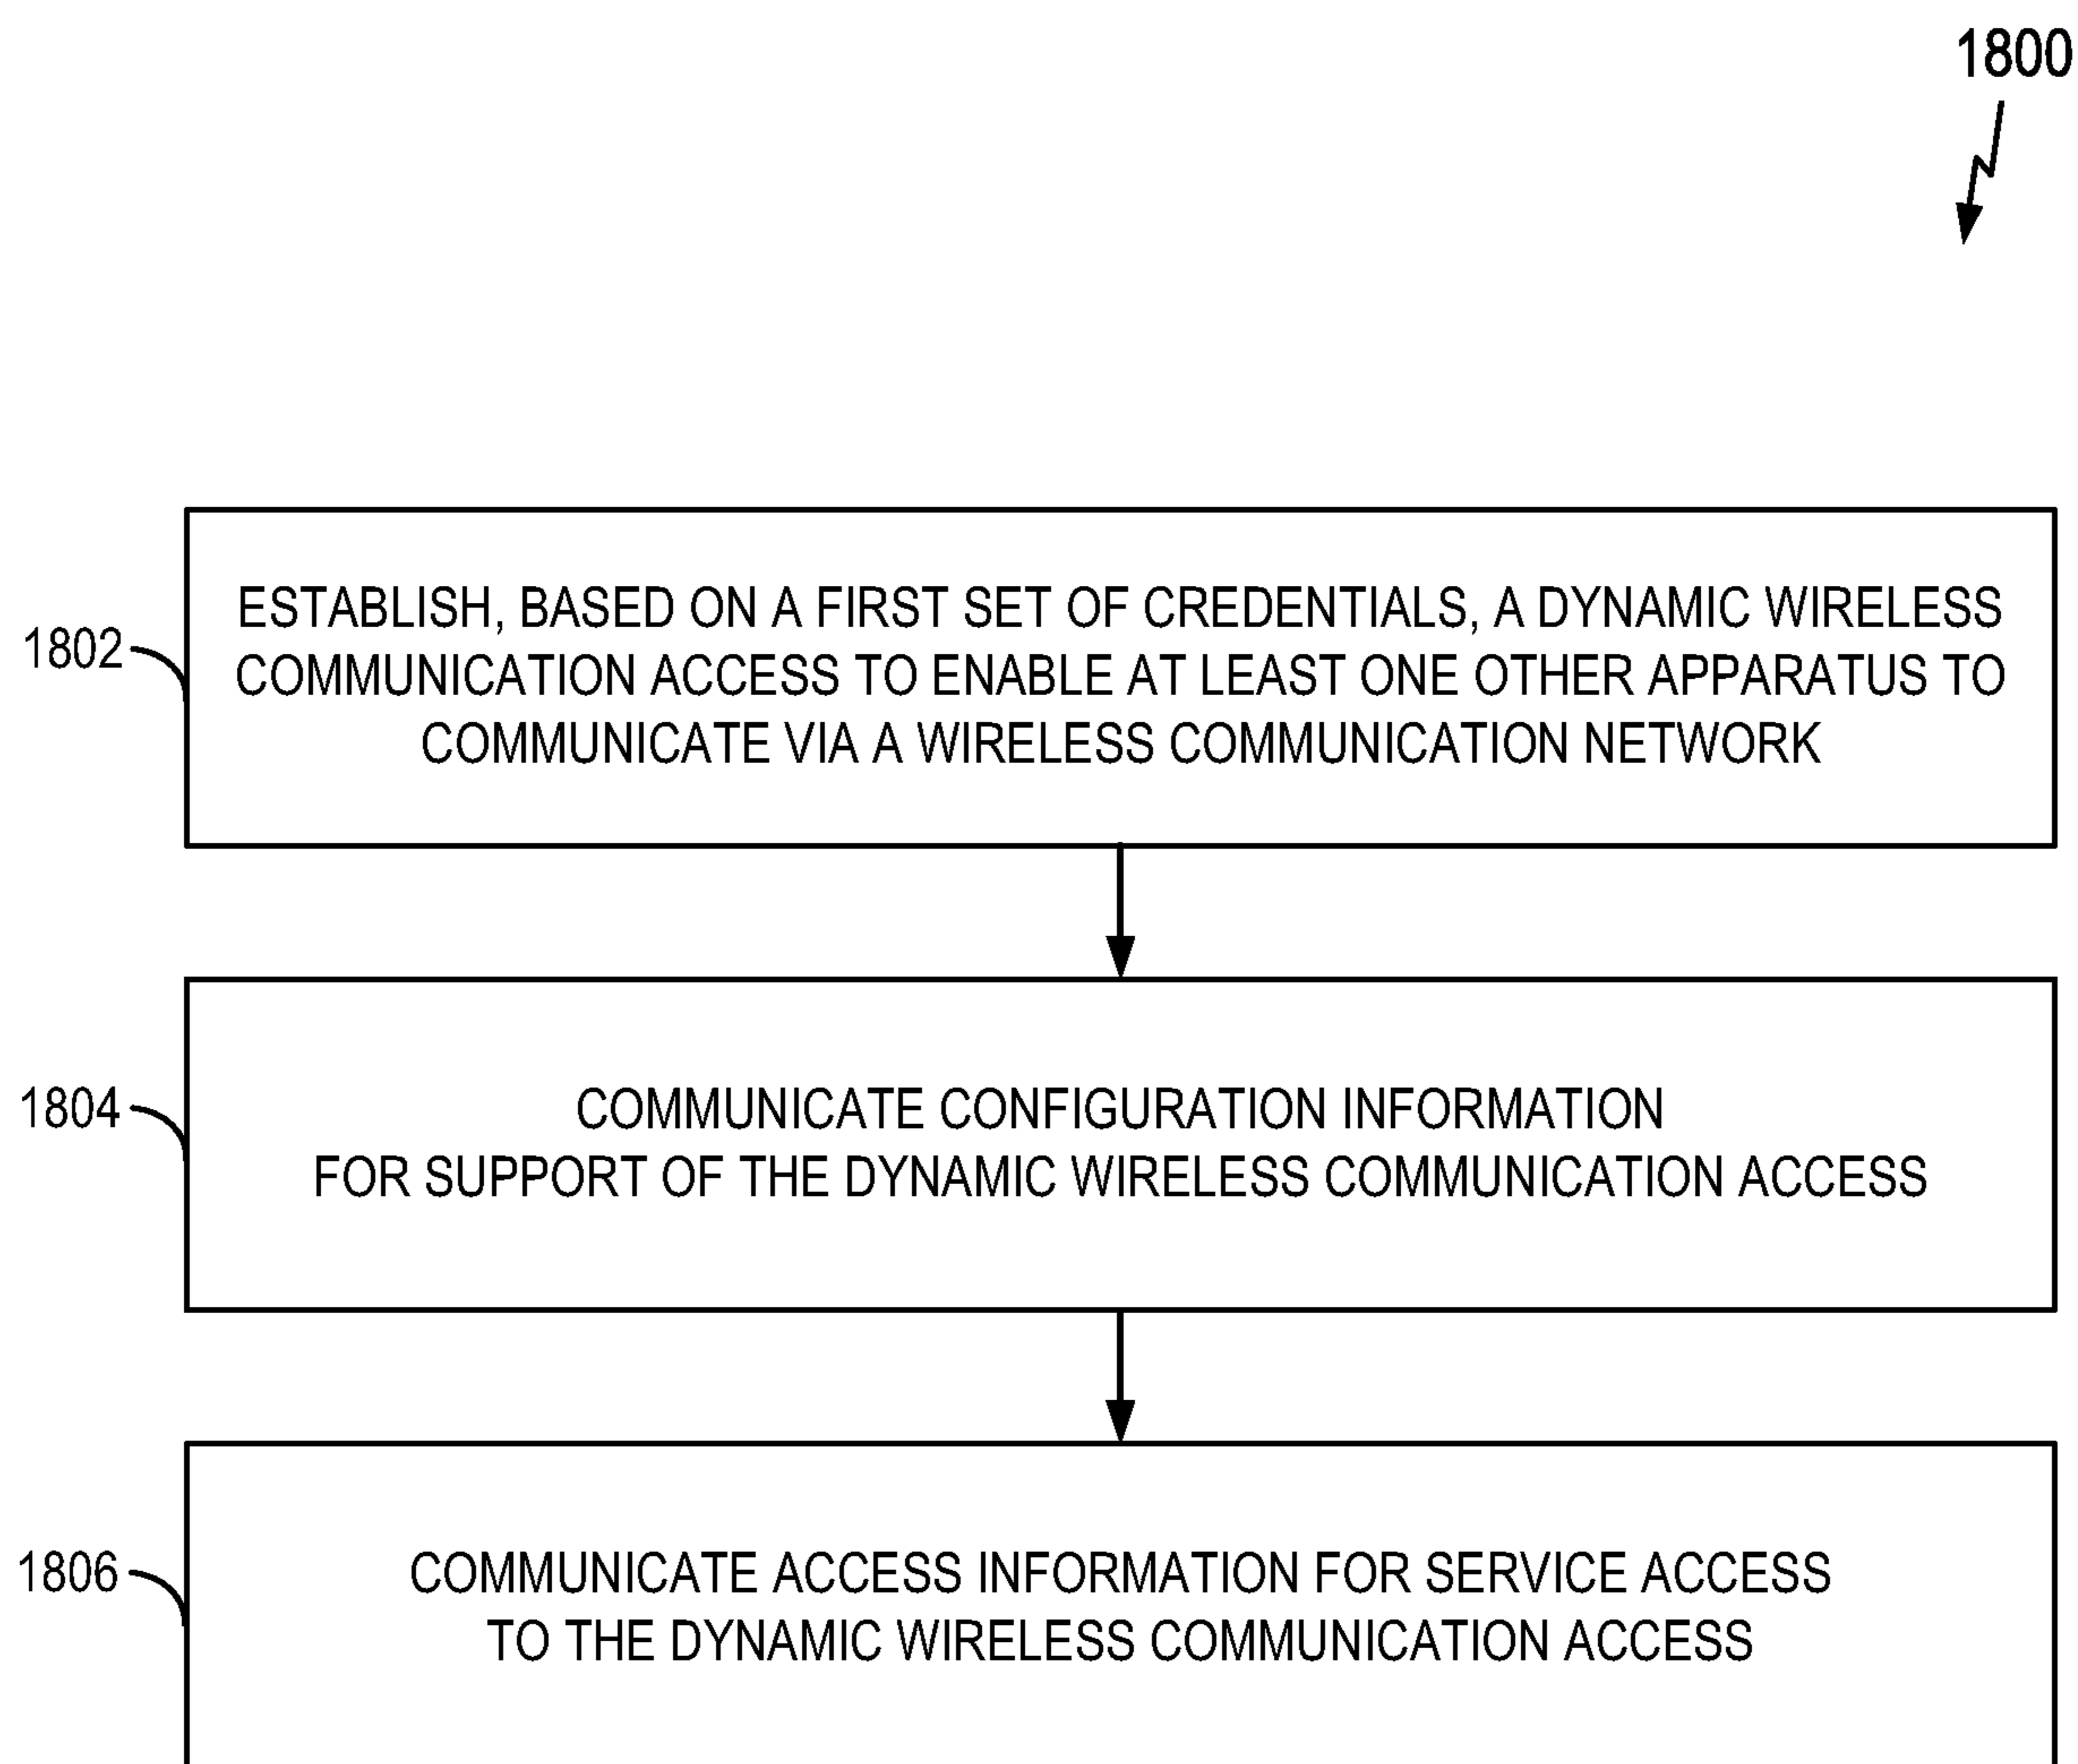 1800
1802
ESTABLISH, BASED ON A FIRST SET OF CREDENTIALS, A DYNAMIC WIRELESS
COMMUNICATION ACCESS TO ENABLE AT LEAST ONE OTHER APPARATUS TO
COMMUNICATE VIA A WIRELESS COMMUNICATION NETWORK
1804
COMMUNICATE CONFIGURATION INFORMATION
FOR SUPPORT OF THE DYNAMIC WIRELESS COMMUNICATION ACCESS
1806
COMMUNICATE ACCESS INFORMATION FOR SERVICE ACCESS
TO THE DYNAMIC WIRELESS COMMUNICATION ACCESS